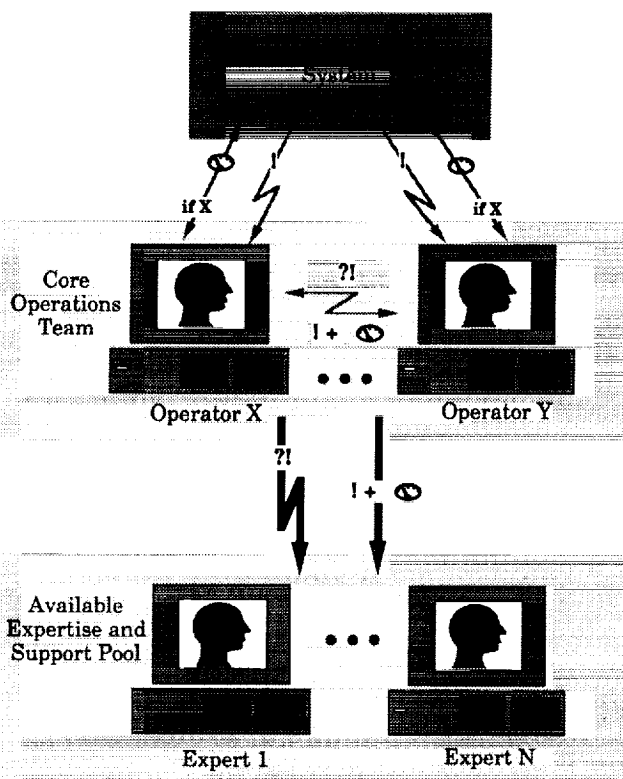 System
!
!
if X
if X
Core
Operations
Team
?!
! +
Operator X
Operator Y
?!
! +
Available
Expertise and
Support Pool
Expert 1
Expert N